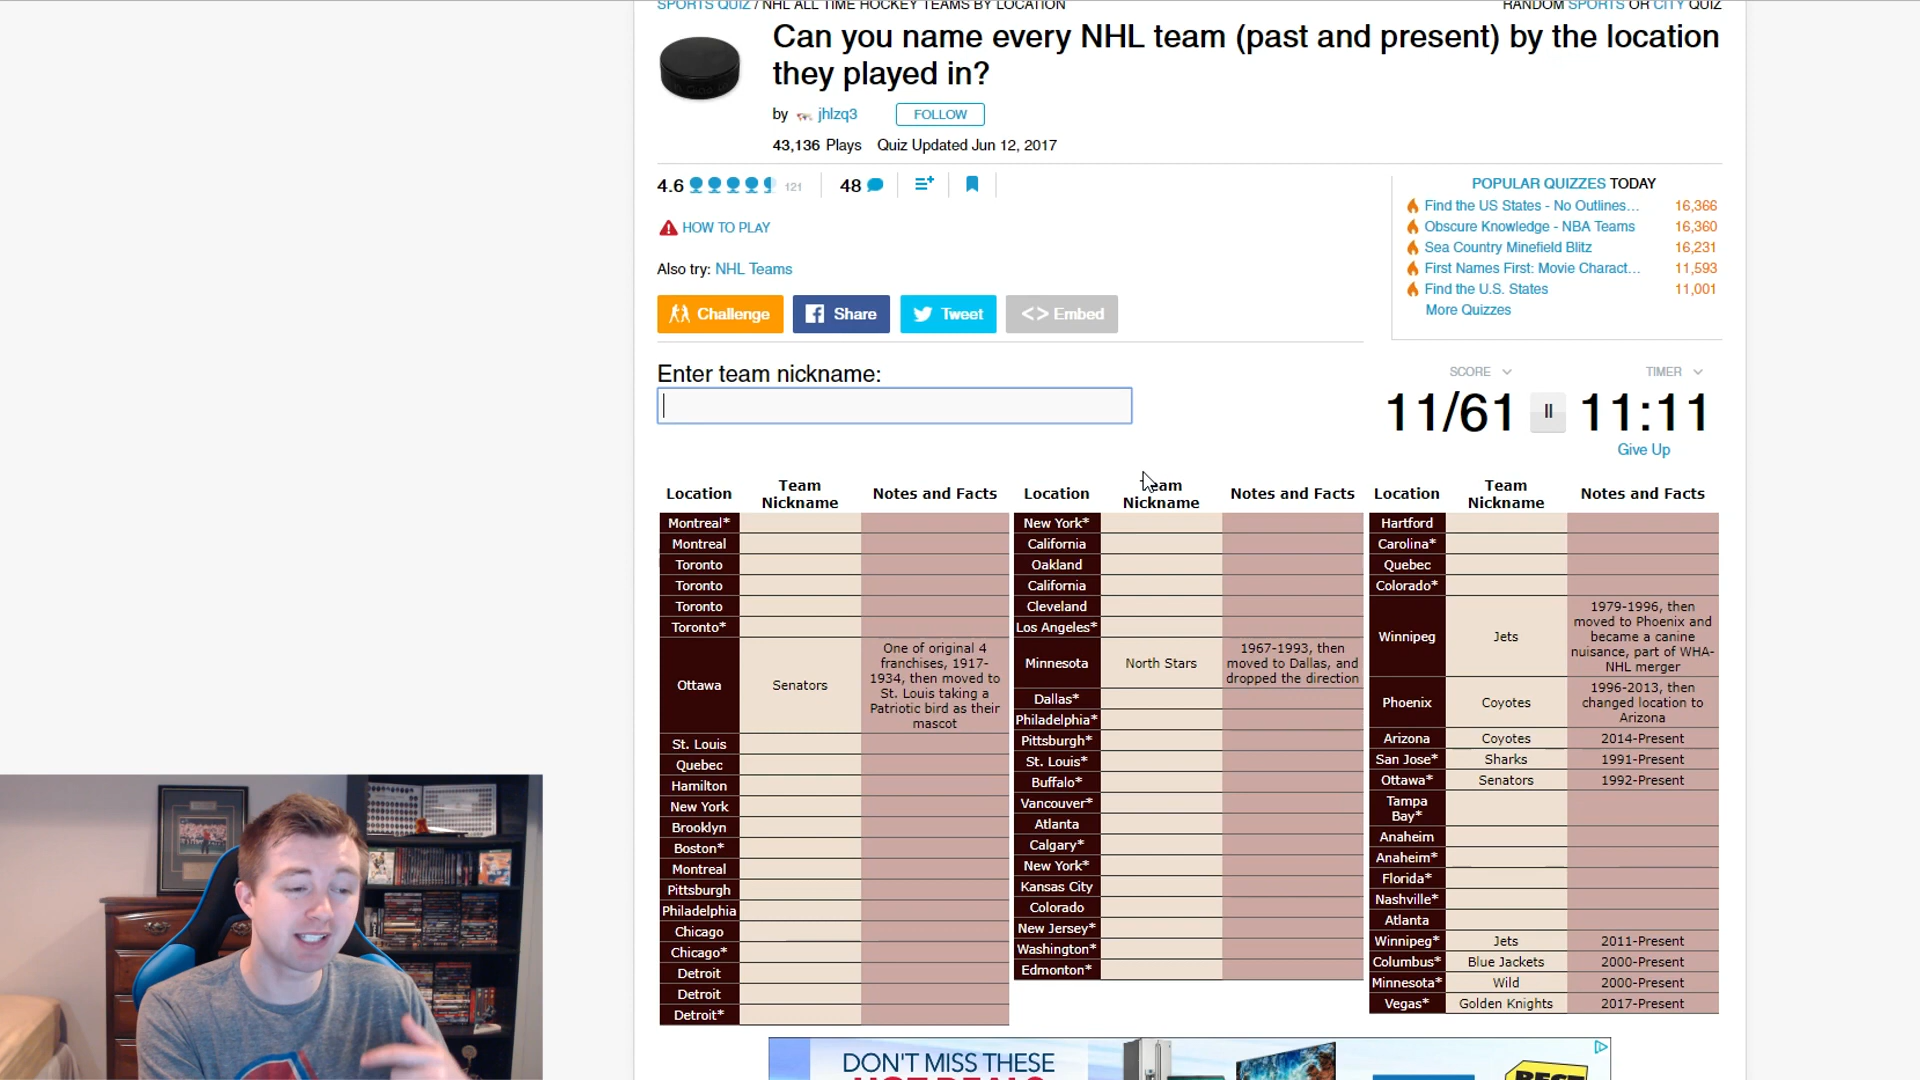 SPORTS QUIZ / NHL ALL TIME HOCKEY TEAMS BY LOCATION
RANDOM SPORTS OR CITY QUIZ
Can you name every NHL team (past and present) by the location
they played in?
by jhlzq3 FOLLOW
43,136 Plays Quiz Updated Jun 12, 2017
4.6 121 48
HOW TO PLAY
Also try: NHL Teams
Challenge Share Tweet <> Embed
POPULAR QUIZZES TODAY
Find the US States - No Outlines... 16,366
Obscure Knowledge - NBA Teams 16,360
Sea Country Minefield Blitz 16,231
First Names First: Movie Charact... 11,593
Find the U.S. States 11,001
More Quizzes
Enter team nickname:
SCORE TIMER
11/61 11:11
Give Up
Location Team Nickname Notes and Facts
Montreal*
Montreal
Toronto
Toronto
Toronto
Toronto*
Ottawa Senators One of original 4
franchises, 1917-
1934, then moved to
St. Louis taking a
Patriotic bird as their
mascot
St. Louis
Quebec
Hamilton
New York
Brooklyn
Boston*
Montreal
Pittsburgh
Philadelphia
Chicago
Chicago*
Detroit
Detroit
Detroit*
Location Team Nickname Notes and Facts
New York*
California
Oakland
California
Cleveland
Los Angeles*
Minnesota North Stars 1967-1993, then
moved to Dallas, and
dropped the direction
Dallas*
Philadelphia*
Pittsburgh*
St. Louis*
Buffalo*
Vancouver*
Atlanta
Calgary*
New York*
Kansas City
Colorado
New Jersey*
Washington*
Edmonton*
Location Team Nickname Notes and Facts
Hartford
Carolina*
Quebec
Colorado*
Winnipeg Jets 1979-1996, then
moved to Phoenix and
became a canine
nuisance, part of WHA-
NHL merger
Phoenix Coyotes 1996-2013, then
changed location to
Arizona
Arizona Coyotes 2014-Present
San Jose* Sharks 1991-Present
Ottawa* Senators 1992-Present
Tampa
Bay*
Anaheim
Anaheim*
Florida*
Nashville*
Atlanta
Winnipeg* Jets 2011-Present
Columbus* Blue Jackets 2000-Present
Minnesota* Wild 2000-Present
Vegas* Golden Knights 2017-Present
DON'T MISS THESE
HOT DEALS
BEST